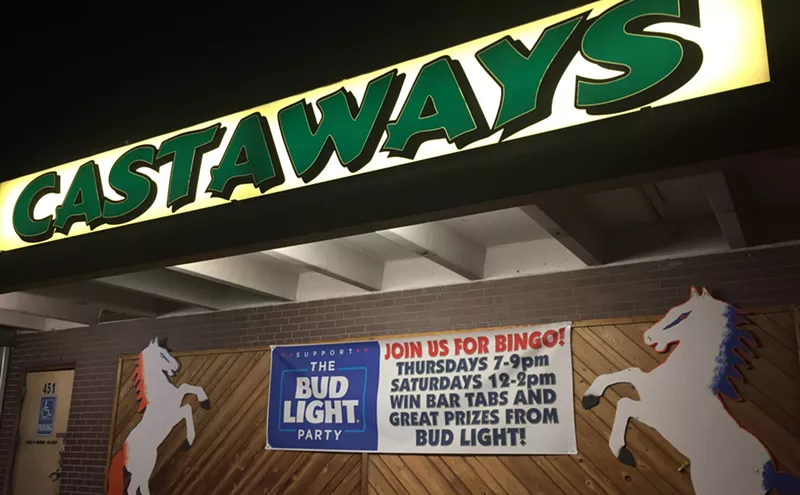 CASTAWAYS
SUPPORT
THE
BUD
LIGHT
PARTY
JOIN US FOR BINGO!
THURSDAYS 7-9pm
SATURDAYS 12-2pm
WIN BAR TABS AND
GREAT PRIZES FROM
BUD LIGHT!
451
PARKING